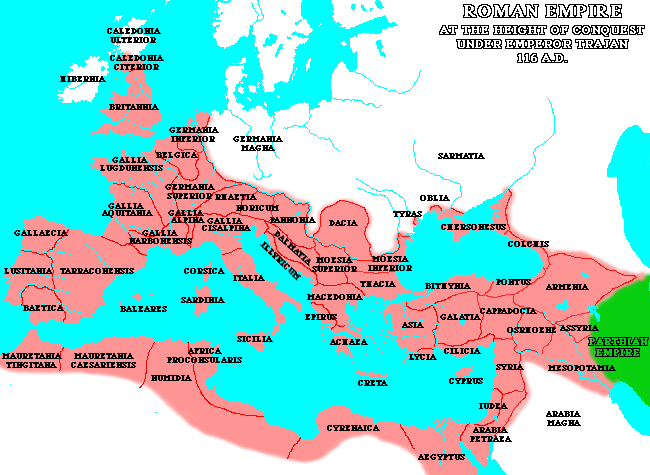 ROMAN EMPIRE
AT THE HEIGHT OF CONQUEST
UNDER EMPEROR TRAJAN
116 A.D.
CALEDONIA
ULTERIOR
CALEDONIA
CITERIOR
HIBERNIA
BRITANNIA
GERMANIA
INFERIOR
GERMANIA
MAGNA
BELGICA
GALLIA
LUGDUNENSIS
SARMATIA
GERMANIA
SUPERIOR
RHAETIA
NORICUM
OBLIA
TYRAS
GALLIA
AQUITANIA
GALLIA
ALPINA
GALLIA
CISALPINA
PANNONIA
DACIA
CHERSONESUS
GALLAECIA
GALLIA
NARBONENSIS
DALMATIA
ILLYRICUM
COLCHIS
LUSITANIA
TARRACONENSIS
CORSICA
ITALIA
MOESIA
SUPERIOR
MOESIA
INFERIOR
THACIA
BITHYNIA
PONTUS
ARMENIA
BAETICA
BALEARES
SARDINIA
MACEDONIA
EPIRUS
ASIA
GALATIA
CAPPADOCIA
OSRHOENE
ASSYRIA
PARTHIAN
EMPIRE
SICILIA
ACHAEA
LYCIA
CILICIA
MAURETANIA
TINGITANA
MAURETANIA
CAESARIENSIS
AFRICA
PROCONSULARIS
NUMIDIA
CRETA
CYPRUS
SYRIA
MESOPOTAMIA
IUDEA
ARABIA
MAGNA
CYRENAICA
ARABIA
PETRAEA
AEGYPTUS